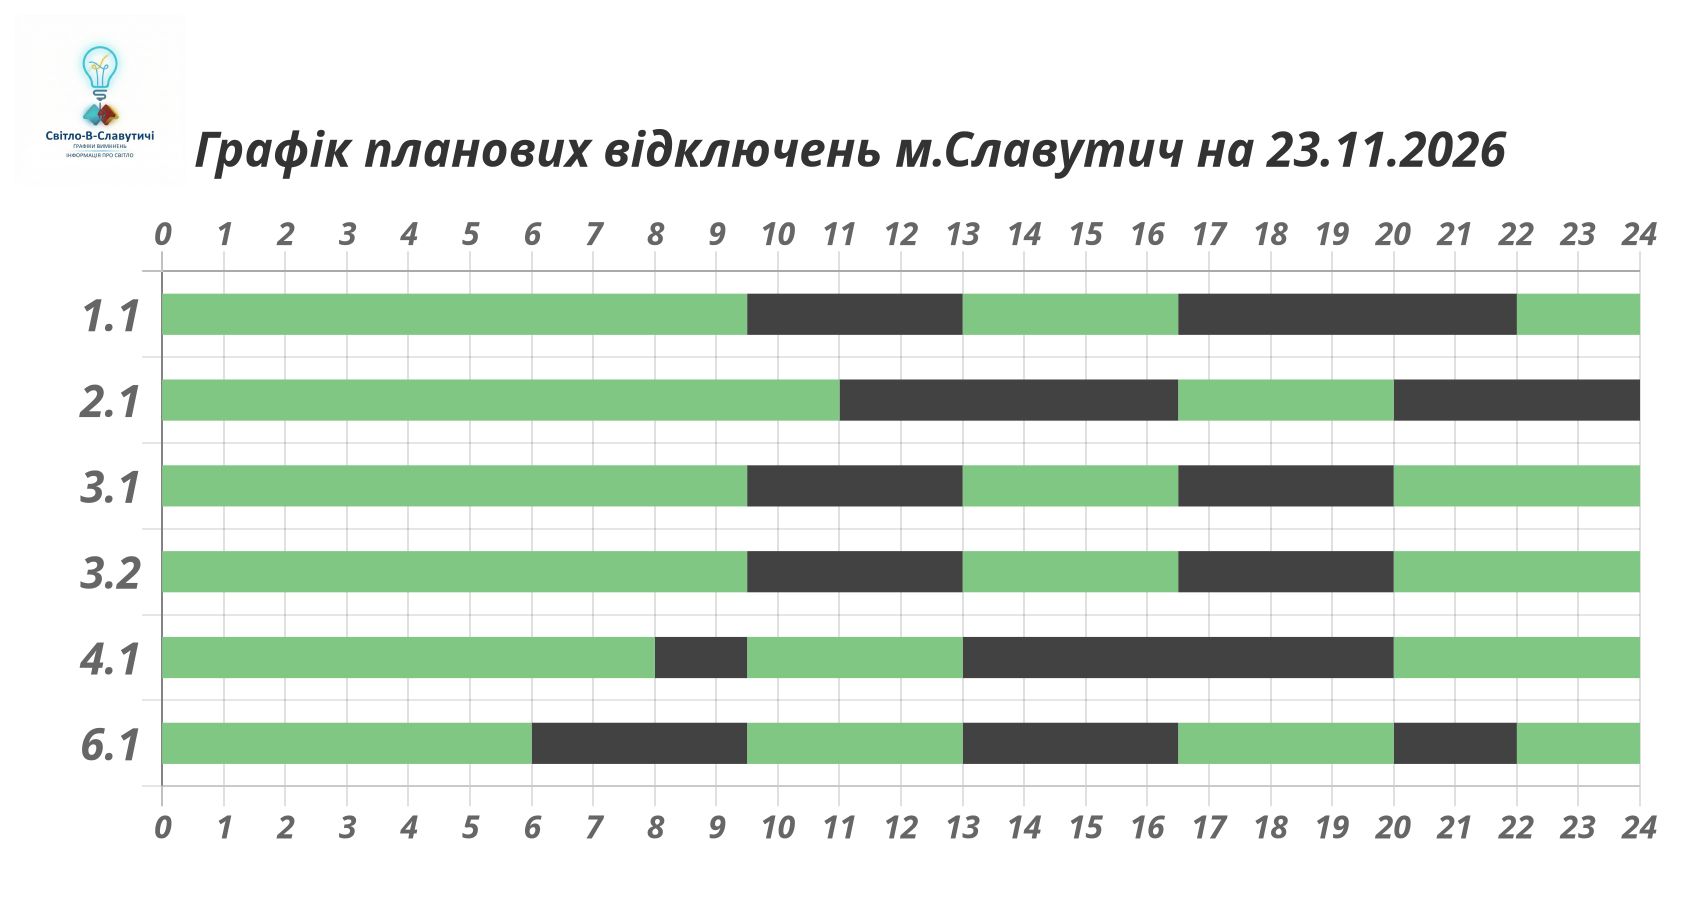 Світло-В-Славутичі
ГРАФІКИ ВИМКНЕНЬ
ІНФОРМАЦІЯ ПРО СВІТЛО
Графік планових відключень м.Славутич на 23.11.2026
0 1 2 3 4 5 6 7 8 9 10 11 12 13 14 15 16 17 18 19 20 21 22 23 24
1.1
2.1
3.1
3.2
4.1
6.1
0 1 2 3 4 5 6 7 8 9 10 11 12 13 14 15 16 17 18 19 20 21 22 23 24